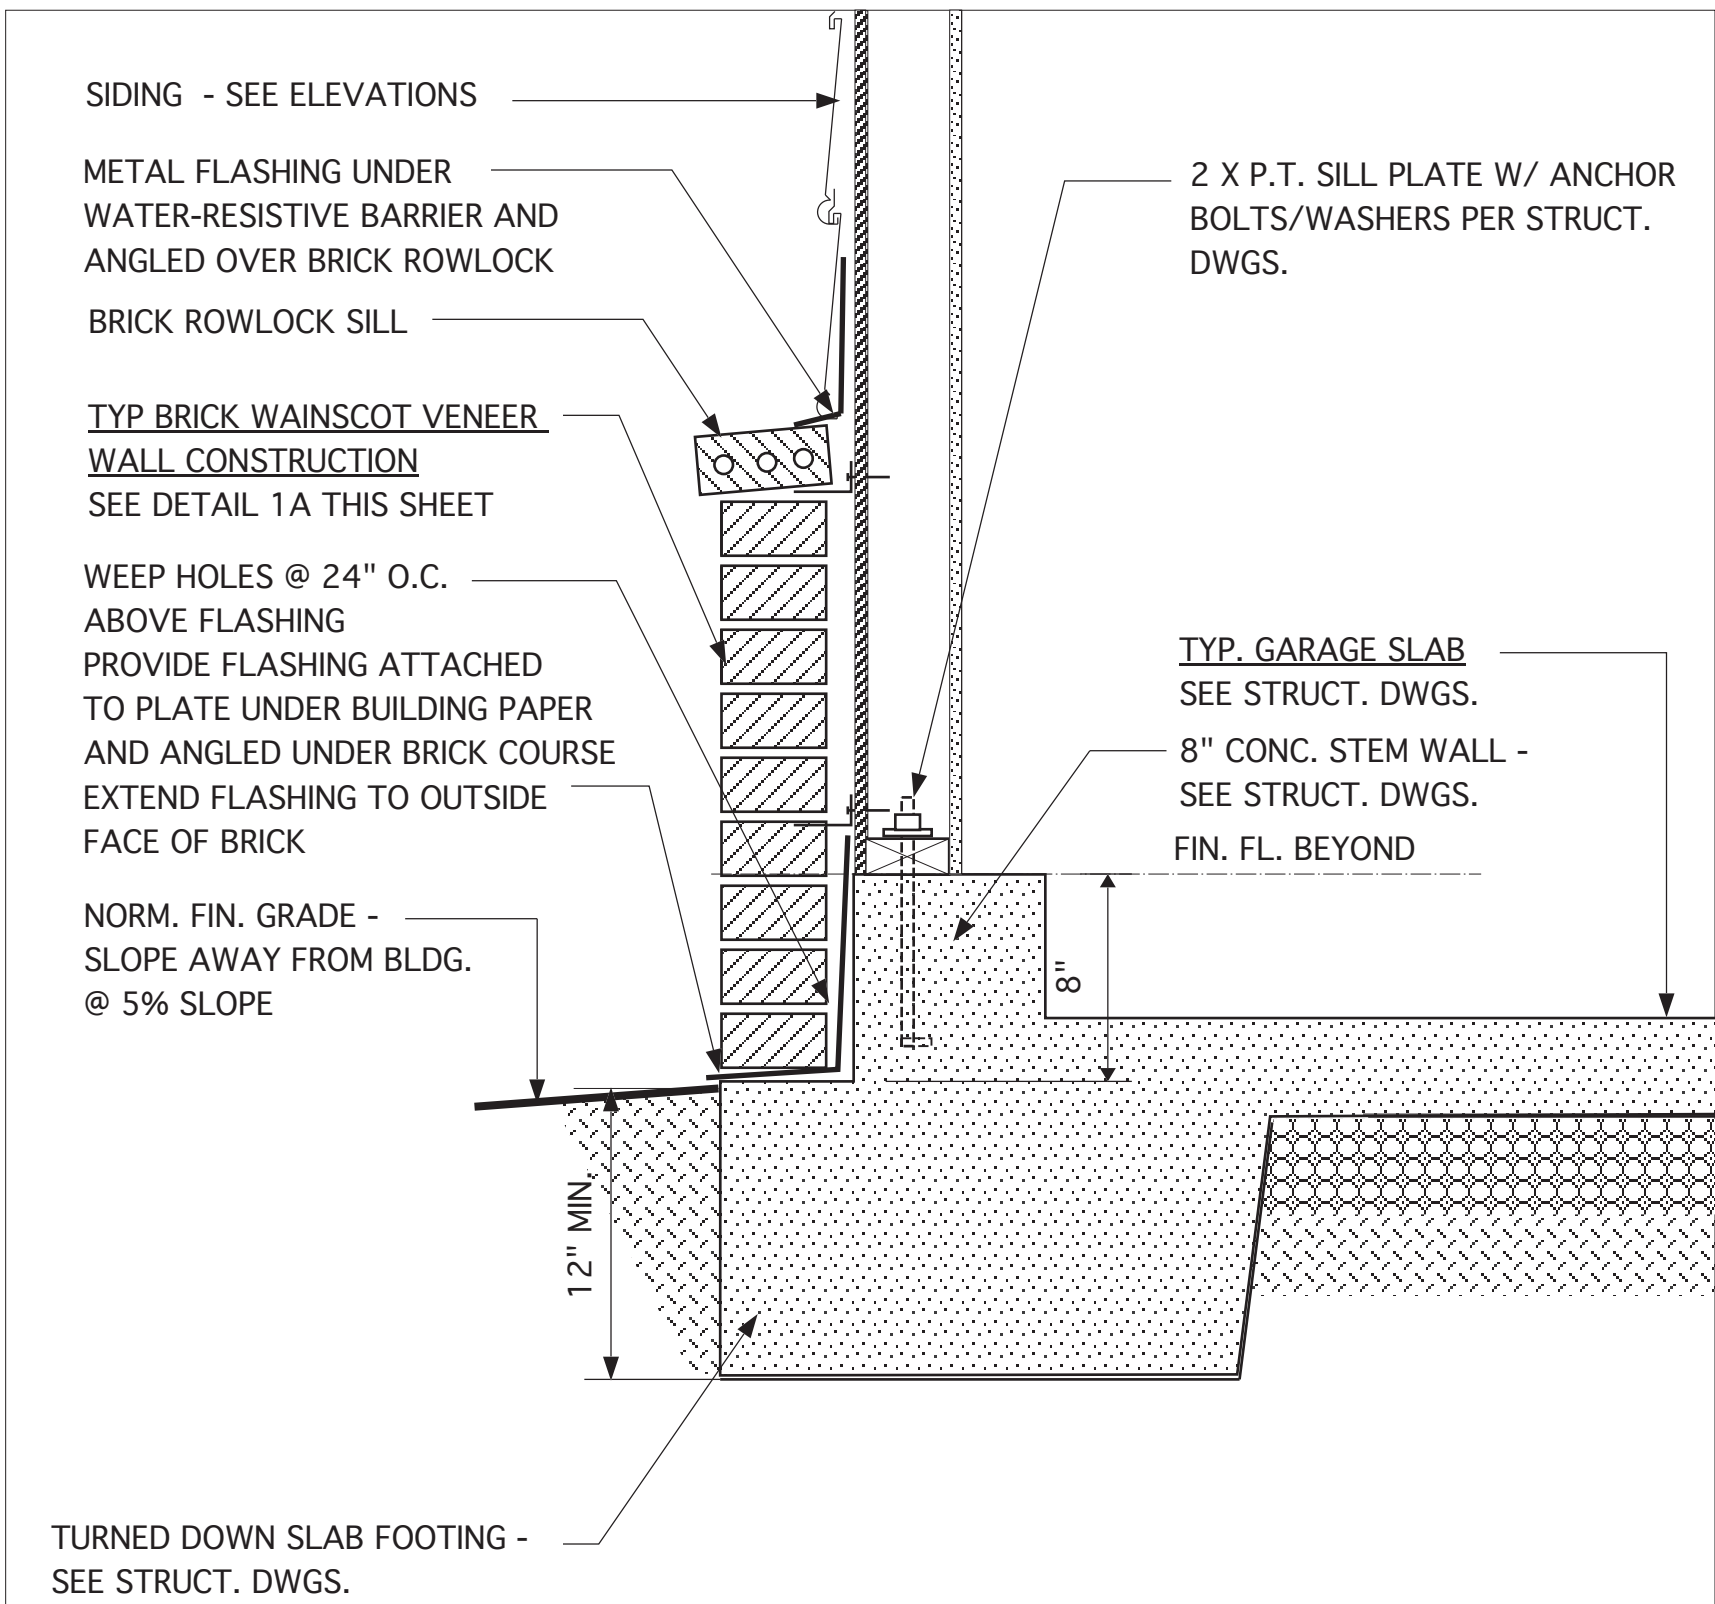 SIDING - SEE ELEVATIONS
METAL FLASHING UNDER
WATER-RESISTIVE BARRIER AND
ANGLED OVER BRICK ROWLOCK
BRICK ROWLOCK SILL
TYP BRICK WAINSCOT VENEER
WALL CONSTRUCTION
SEE DETAIL 1A THIS SHEET
WEEP HOLES @ 24" O.C.
ABOVE FLASHING
PROVIDE FLASHING ATTACHED
TO PLATE UNDER BUILDING PAPER
AND ANGLED UNDER BRICK COURSE
EXTEND FLASHING TO OUTSIDE
FACE OF BRICK
NORM. FIN. GRADE -
SLOPE AWAY FROM BLDG.
@ 5% SLOPE
12" MIN.
TURNED DOWN SLAB FOOTING -
SEE STRUCT. DWGS.
2 X P.T. SILL PLATE W/ ANCHOR
BOLTS/WASHERS PER STRUCT.
DWGS.
TYP. GARAGE SLAB
SEE STRUCT. DWGS.
8" CONC. STEM WALL -
SEE STRUCT. DWGS.
FIN. FL. BEYOND
8"